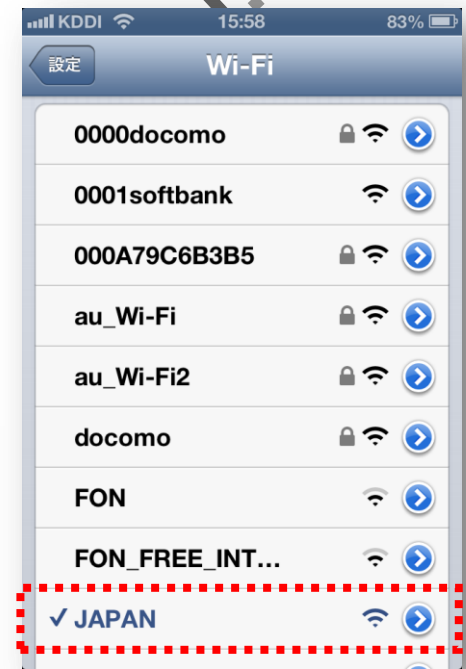 KDDI 15:58 83%
設定 Wi-Fi
0000docomo
0001softbank
000A79C6B3B5
au_Wi-Fi
au_Wi-Fi2
docomo
FON
FON_FREE_INT...
✓ JAPAN